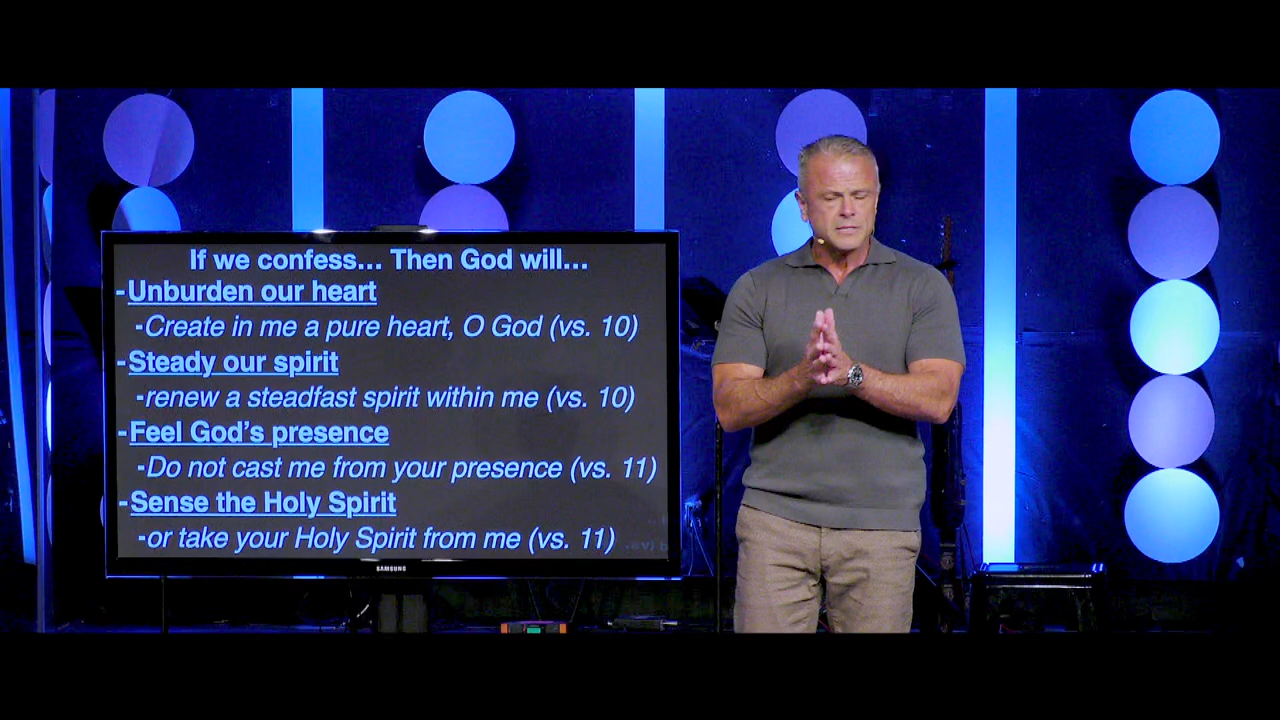 If we confess... Then God will...
-Unburden our heart
-Create in me a pure heart, O God (vs. 10)
-Steady our spirit
-renew a steadfast spirit within me (vs. 10)
-Feel God's presence
-Do not cast me from your presence (vs. 11)
-Sense the Holy Spirit
-or take your Holy Spirit from me (vs. 11)
SAMSUNG